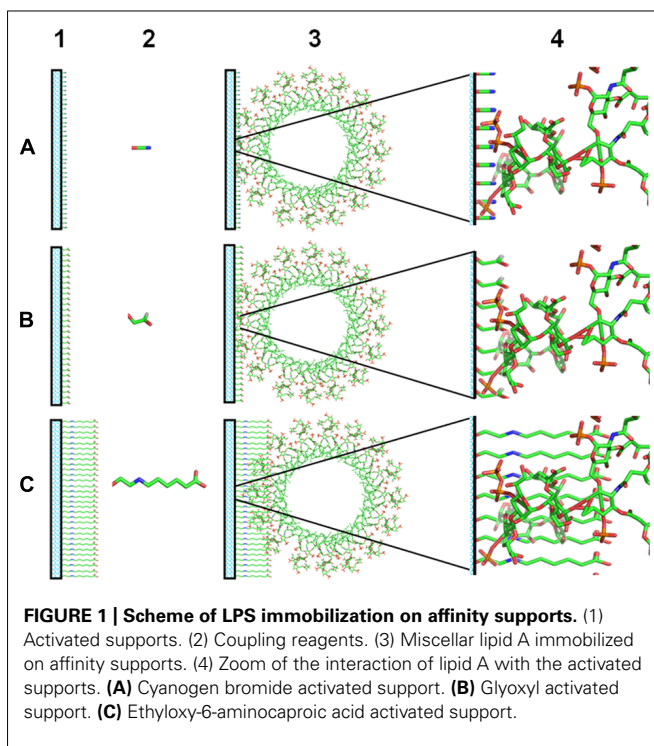 1 2 3 4
A
B
C
FIGURE 1 | Scheme of LPS immobilization on affinity supports. (1)
Activated supports. (2) Coupling reagents. (3) Miscellar lipid A immobilized
on affinity supports. (4) Zoom of the interaction of lipid A with the activated
supports. (A) Cyanogen bromide activated support. (B) Glyoxyl activated
support. (C) Ethyloxy-6-aminocaproic acid activated support.